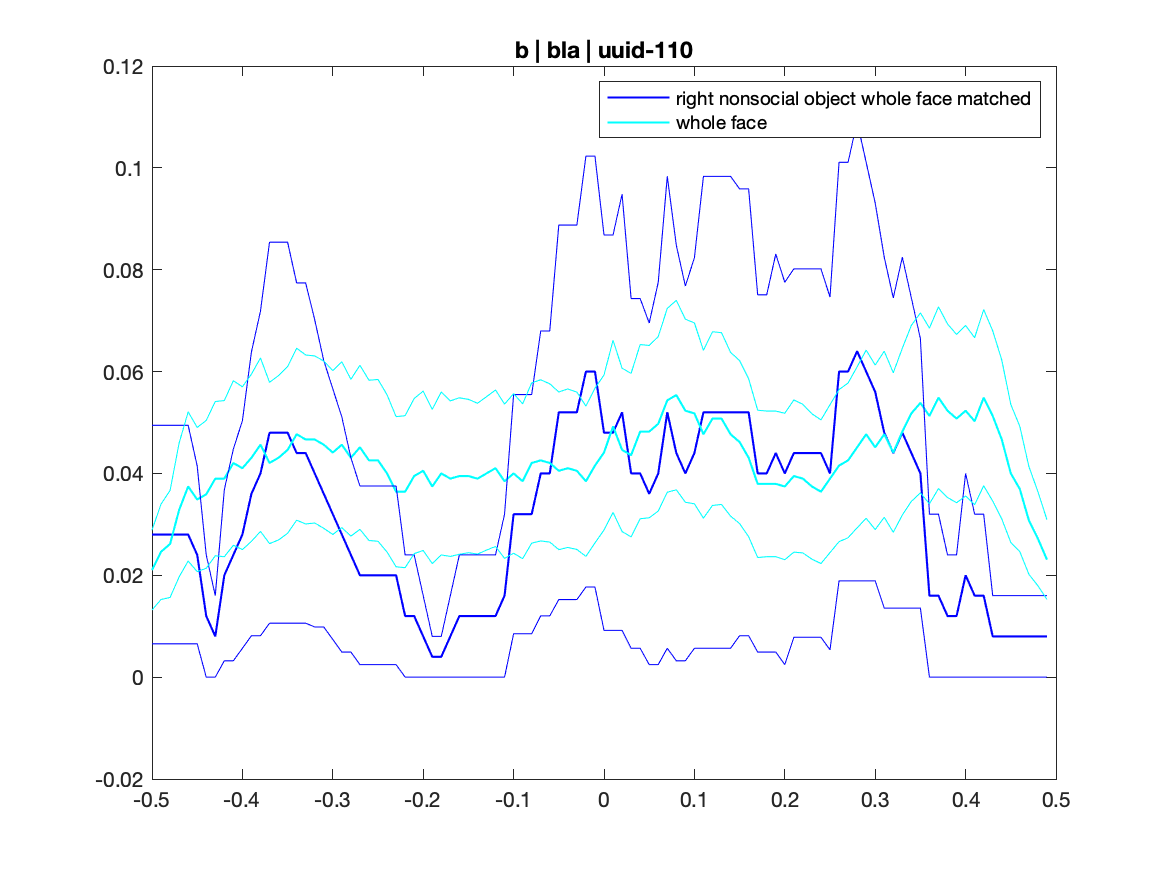 b | bla | uuid-110
right nonsocial object whole face matched
whole face
0.12
0.1
0.08
0.06
0.04
0.02
0
-0.02
-0.5 -0.4 -0.3 -0.2 -0.1 0 0.1 0.2 0.3 0.4 0.5